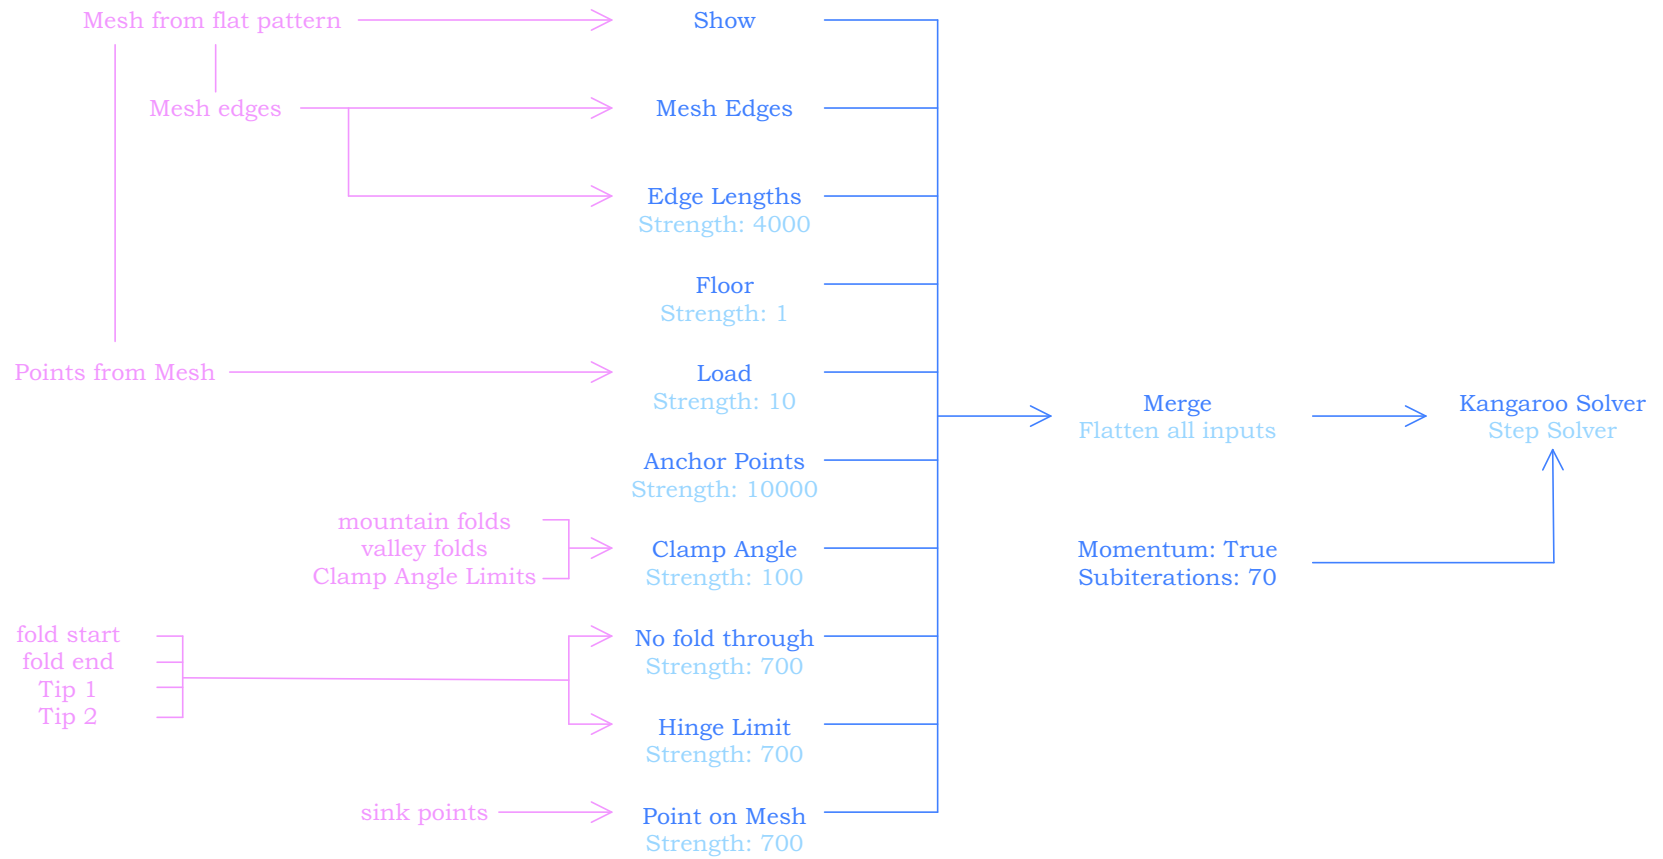 Mesh from flat pattern
Show
Mesh edges
Mesh Edges
Edge Lengths
Strength: 4000
Floor
Strength: 1
Points from Mesh
Load
Strength: 10
Merge
Flatten all inputs
Kangaroo Solver
Step Solver
Anchor Points
Strength: 10000
mountain folds
valley folds
Clamp Angle Limits
Clamp Angle
Strength: 100
Momentum: True
Subiterations: 70
fold start
fold end
Tip 1
Tip 2
No fold through
Strength: 700
Hinge Limit
Strength: 700
sink points
Point on Mesh
Strength: 700